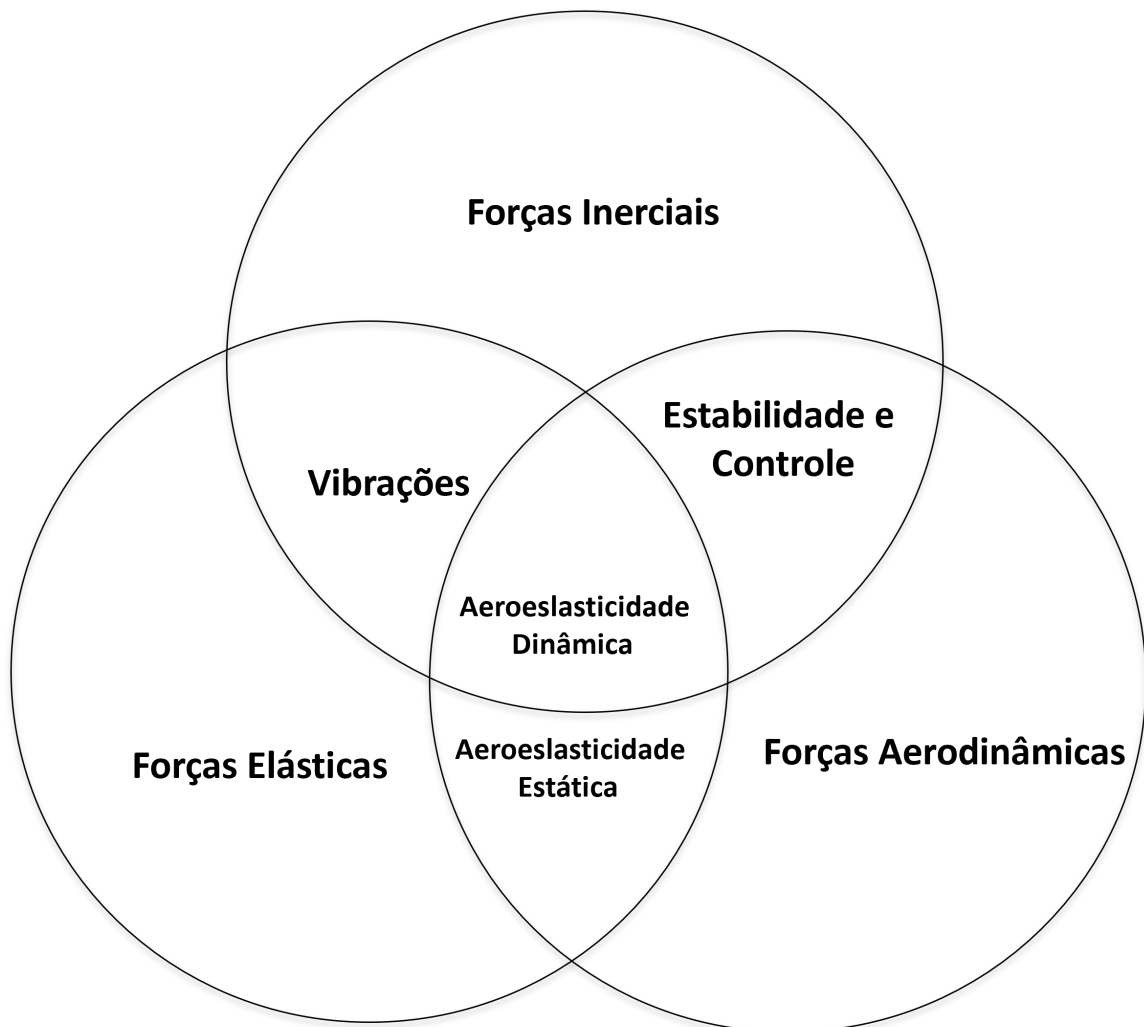 Forças Inerciais
Estabilidade e
Controle
Vibrações
Aeroeslasticidade
Dinâmica
Forças Elásticas
Aeroeslasticidade
Estática
Forças Aerodinâmicas